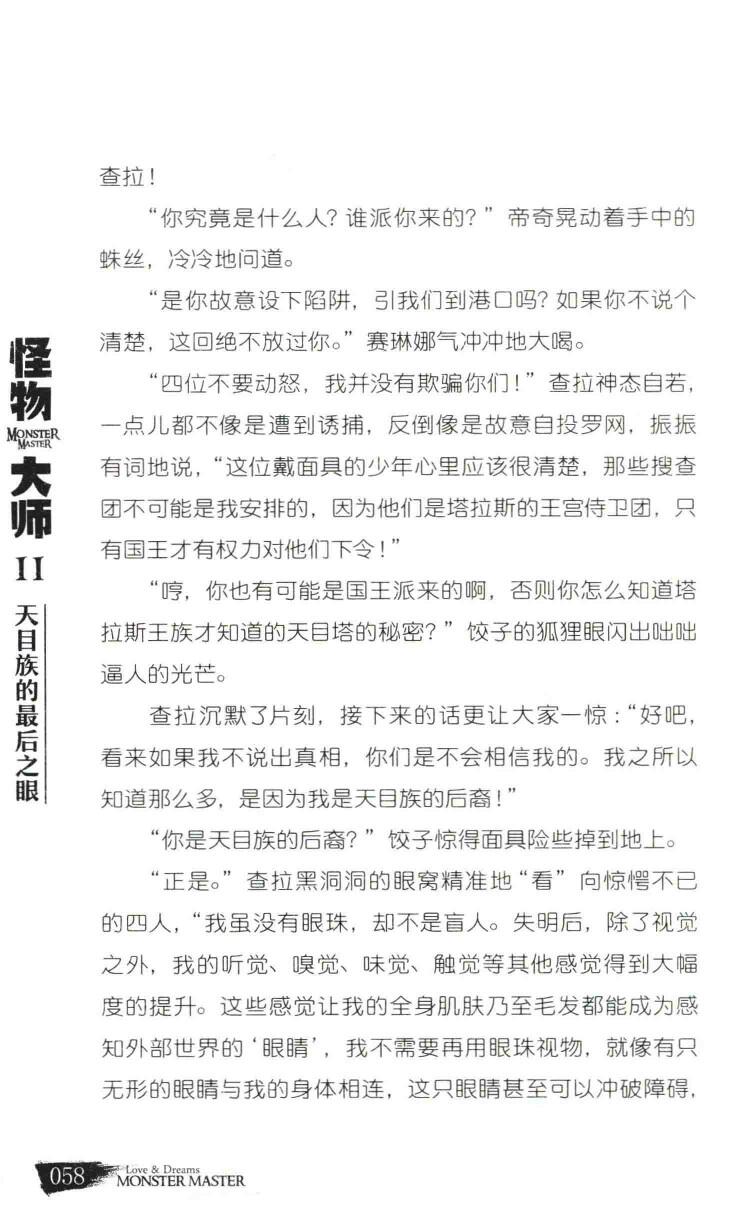 查拉！
“你究竟是什么人？谁派你来的？”帝奇晃动着手中的
蛛丝，冷冷地问道。
“是你故意设下陷阱，引我们到港口吗？如果你不说个
清楚，这回绝不放过你。”赛琳娜气冲冲地大喝。
“四位不要动怒，我并没有欺骗你们！”查拉神态自若，
一点儿都不像是遭到诱捕，反倒像是故意自投罗网，振振
有词地说，“这位戴面具的少年心里应该很清楚，那些搜查
团不可能是我安排的，因为他们是塔拉斯的王宫侍卫团，只
有国王才有权力对他们下令！”
“哼，你也有可能是国王派来的啊，否则你怎么知道塔
拉斯王族才知道的天目塔的秘密？”饺子的狐狸眼闪出咄咄
逼人的光芒。
查拉沉默了片刻，接下来的话更让大家一惊：“好吧，
看来如果我不说出真相，你们是不会相信我的。我之所以
知道那么多，是因为我是天目族的后裔！”
“你是天目族的后裔？”饺子惊得面具险些掉到地上。
“正是。”查拉黑洞洞的眼窝精准地“看”向惊愕不已
的四人，“我虽没有眼珠，却不是盲人。失明后，除了视觉
之外，我的听觉、嗅觉、味觉、触觉等其他感觉得到大幅
度的提升。这些感觉让我的全身肌肤乃至毛发都能成为感
知外部世界的‘眼睛’，我不需要再用眼珠视物，就像有只
无形的眼睛与我的身体相连，这只眼睛甚至可以冲破障碍，
怪物
MONSTER
MASTER
大师
II
天目族的最后之眼
058
Love & Dreams
MONSTER MASTER